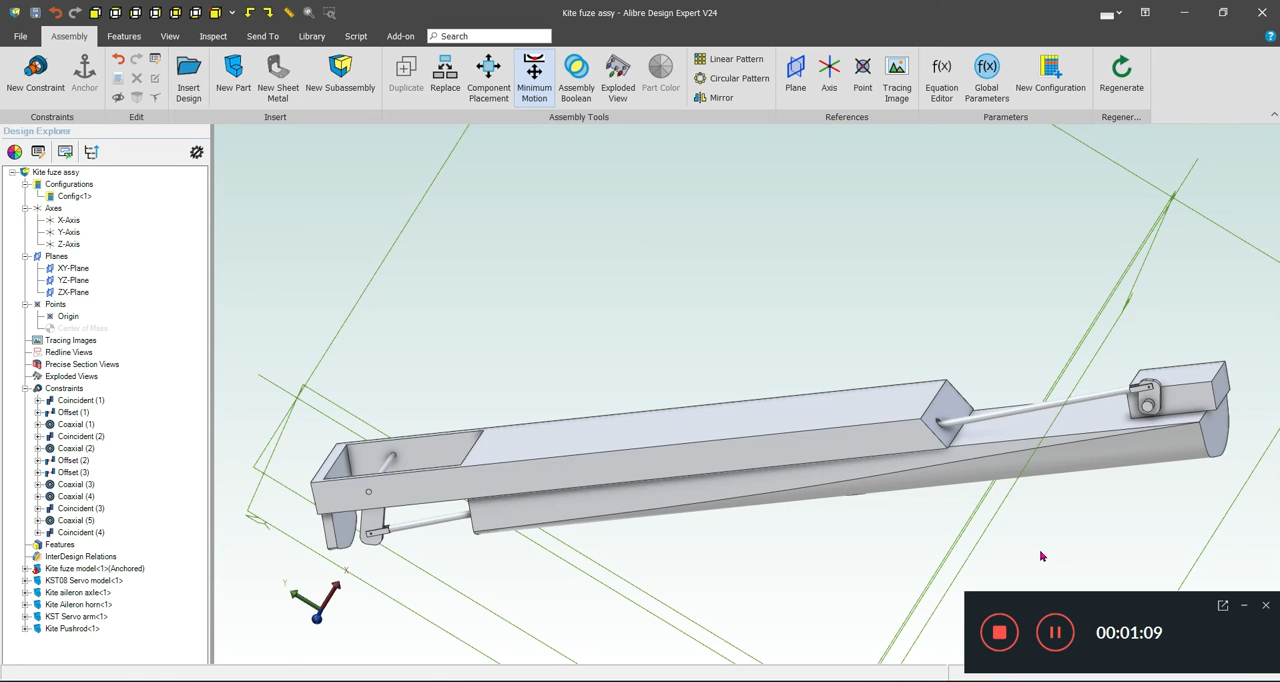 Kite fuze assy - Alibre Design Expert V24
File Assembly Features View Inspect Send To Library Script Add-on Search
New Constraint Anchor Insert Design New Part New Sheet Metal New Subassembly Duplicate Replace Component Placement Minimum Motion Assembly Boolean Exploded View Part Color Linear Pattern Circular Pattern Mirror Plane Axis Point Tracing Image Equation Editor Global Parameters New Configuration Regenerate
Constraints Edit Insert Assembly Tools References Parameters Regener...
Design Explorer
Kite fuze assy
Configurations
Config<1>
Axes
X-Axis
Y-Axis
Z-Axis
Planes
XY-Plane
YZ-Plane
ZX-Plane
Points
Origin
Center of Mass
Tracing Images
Redline Views
Precise Section Views
Exploded Views
Constraints
Coincident (1)
Offset (1)
Coaxial (1)
Coincident (2)
Coaxial (2)
Offset (2)
Offset (3)
Coaxial (3)
Coaxial (4)
Coincident (3)
Coaxial (5)
Coincident (4)
Features
InterDesign Relations
Kite fuze model<1>(Anchored)
KST08 Servo model<1>
Kite aileron axle<1>
Kite Aileron horn<1>
KST Servo arm<1>
Kite Pushrod<1>
Y X
00:01:09